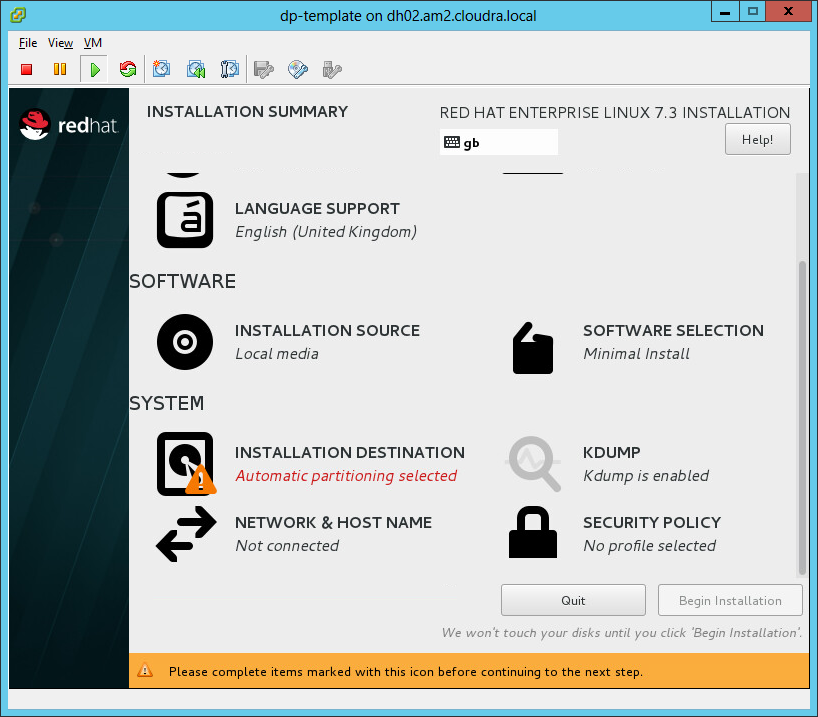 dp-template on dh02.am2.cloudra.local
File View VM
redhat.
INSTALLATION SUMMARY
RED HAT ENTERPRISE LINUX 7.3 INSTALLATION
gb
Help!
á
LANGUAGE SUPPORT
English (United Kingdom)
SOFTWARE
INSTALLATION SOURCE
Local media
SOFTWARE SELECTION
Minimal Install
SYSTEM
INSTALLATION DESTINATION
Automatic partitioning selected
KDUMP
Kdump is enabled
NETWORK & HOST NAME
Not connected
SECURITY POLICY
No profile selected
Quit
Begin Installation
We won't touch your disks until you click 'Begin Installation'.
Please complete items marked with this icon before continuing to the next step.